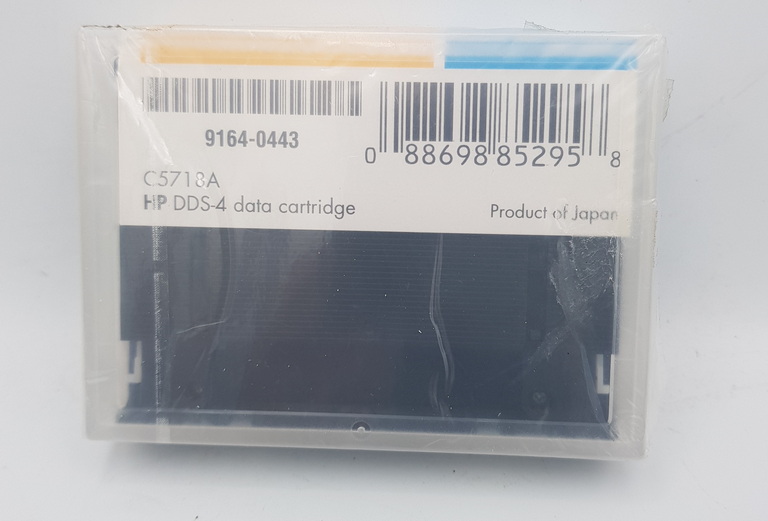 9164-0443
0 88698 85295 8
C5718A
HP DDS-4 data cartridge
Product of Japan